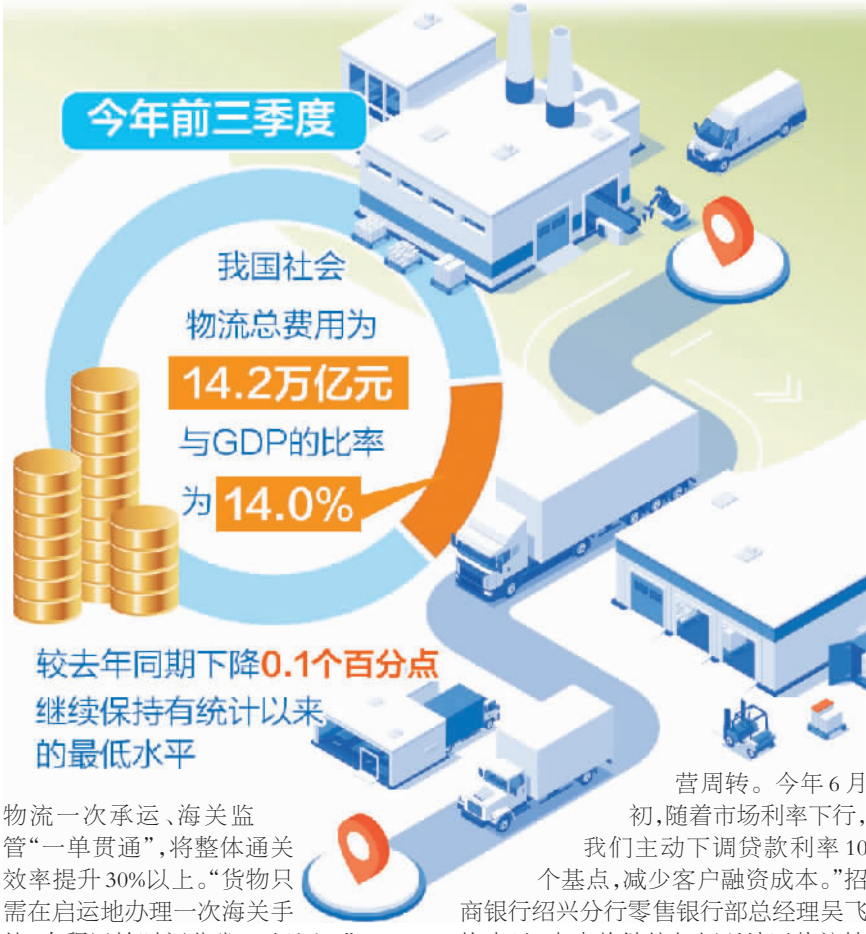 今年前三季度
我国社会
物流总费用为
14.2万亿元
与GDP的比率
为14.0%
较去年同期下降0.1个百分点
继续保持有统计以来
的最低水平
物流一次承运、海关监
管“一单贯通”,将整体通关
效率提升30%以上。“货物只
需在启运地办理一次海关手
营周转。今年6月
初,随着市场利率下行,
我们主动下调贷款利率10
个基点,减少客户融资成本。”招
商银行绍兴分行零售银行部总经理吴飞